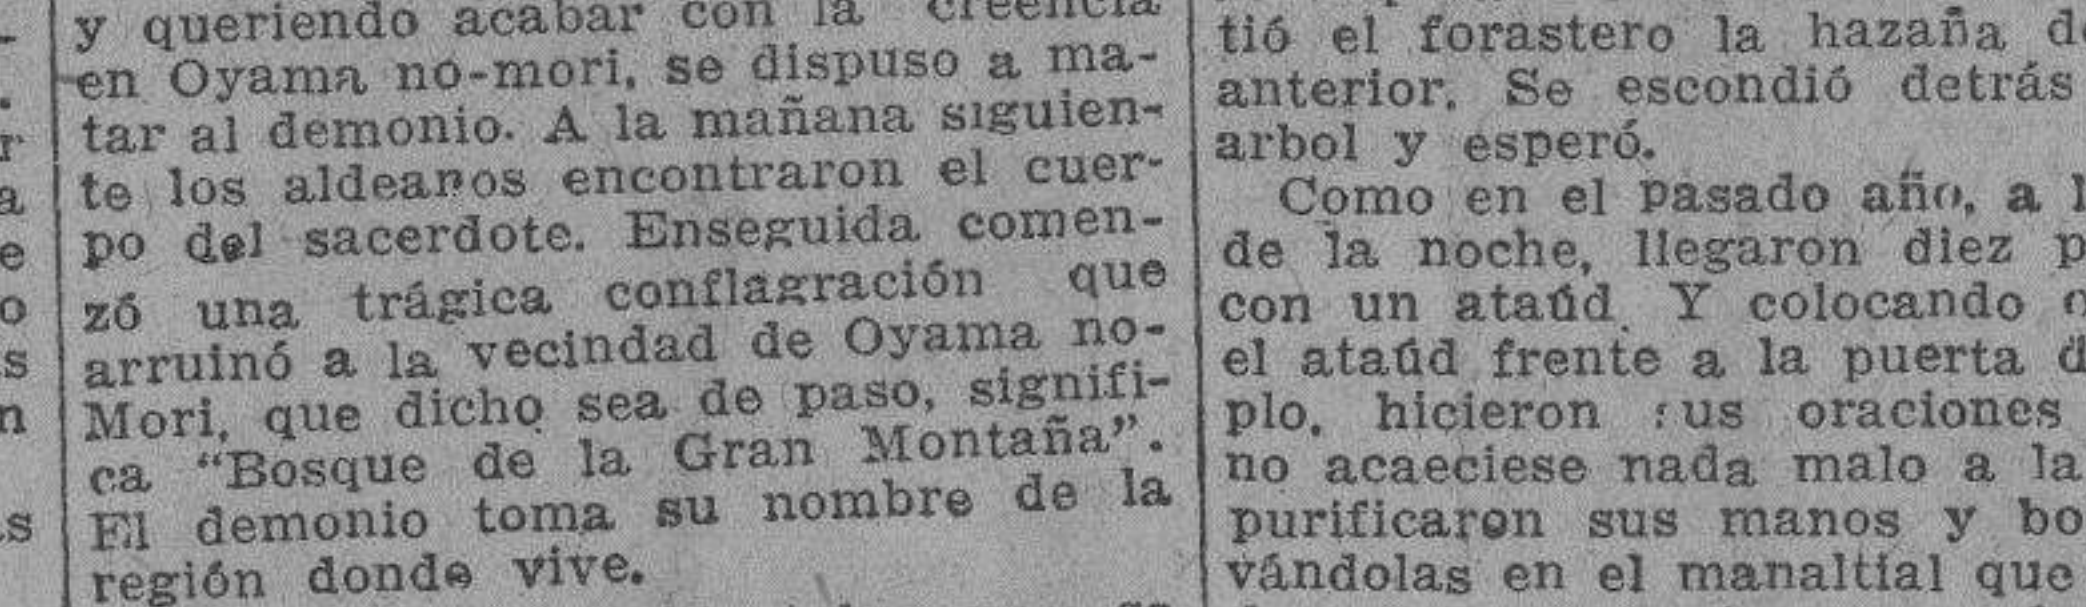 y queriendo acabar con la creencia
en Oyama no-mori, se dispuso a ma-
tar al demonio. A la mañana siguien-
te los aldeanos encontraron el cuer-
po del sacerdote. Enseguida comen-
zó una trágica conflagración que
arruinó a la vecindad de Oyama no-
Mori, que dicho sea de paso, signifi-
ca “Bosque de la Gran Montaña”.
El demonio toma su nombre de la
región donde vive.
tió el forastero la hazaña de
anterior. Se escondió detrás
arbol y esperó.
Como en el pasado año, a l
de la noche, llegaron diez p
con un ataúd. Y colocando
el ataúd frente a la puerta d
plo, hicieron sus oraciones
no acaeciese nada malo a la
purificaron sus manos y bo
vándolas en el manaltial que